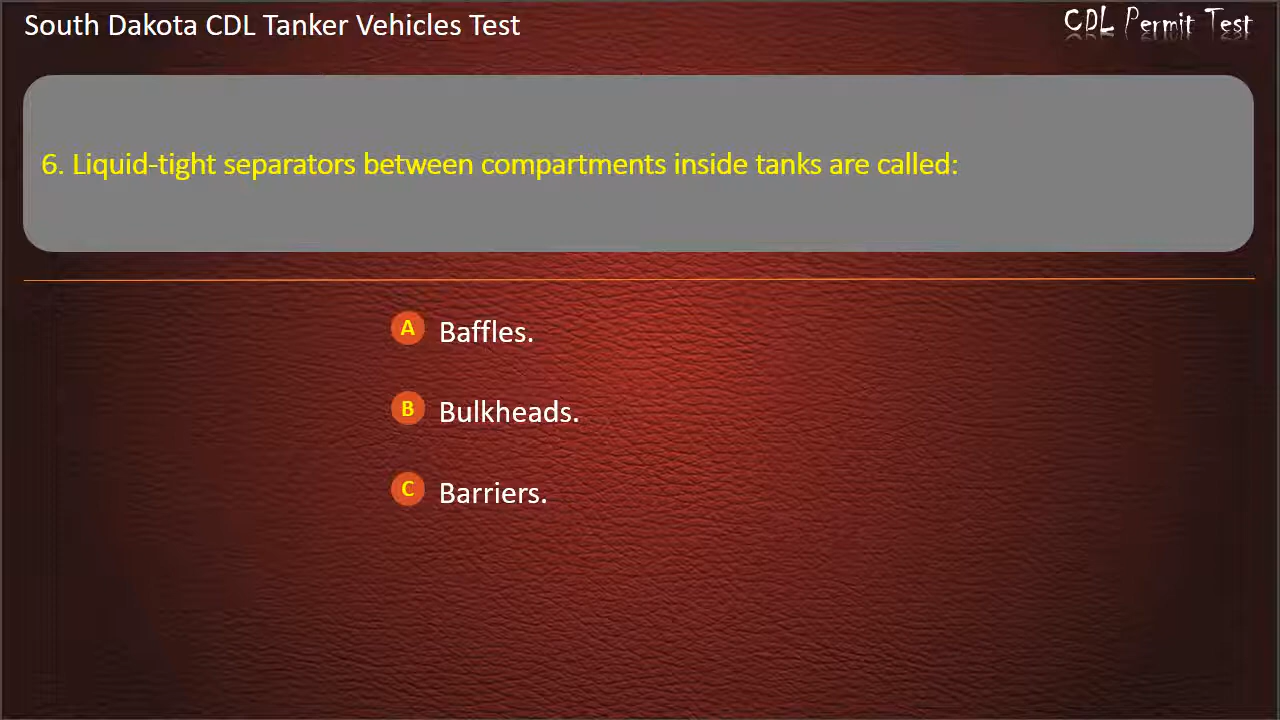 South Dakota CDL Tanker Vehicles Test
CDL Permit Test
6. Liquid-tight separators between compartments inside tanks are called:
A Baffles.
B Bulkheads.
C Barriers.